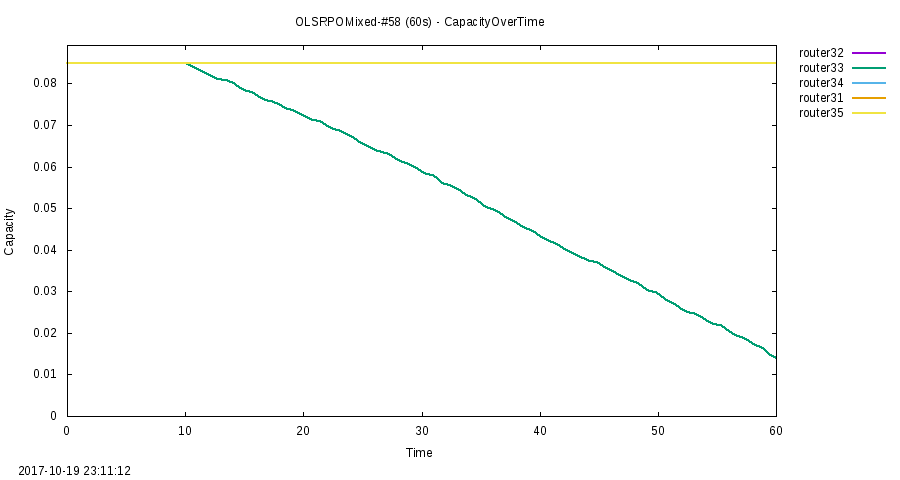 OLSRPOMixed-#58 (60s) - CapacityOverTime
router32
router33
router34
router31
router35
0.08
0.07
0.06
0.05
0.04
0.03
0.02
0.01
0
Capacity
0 10 20 30 40 50 60
Time
2017-10-19 23:11:12